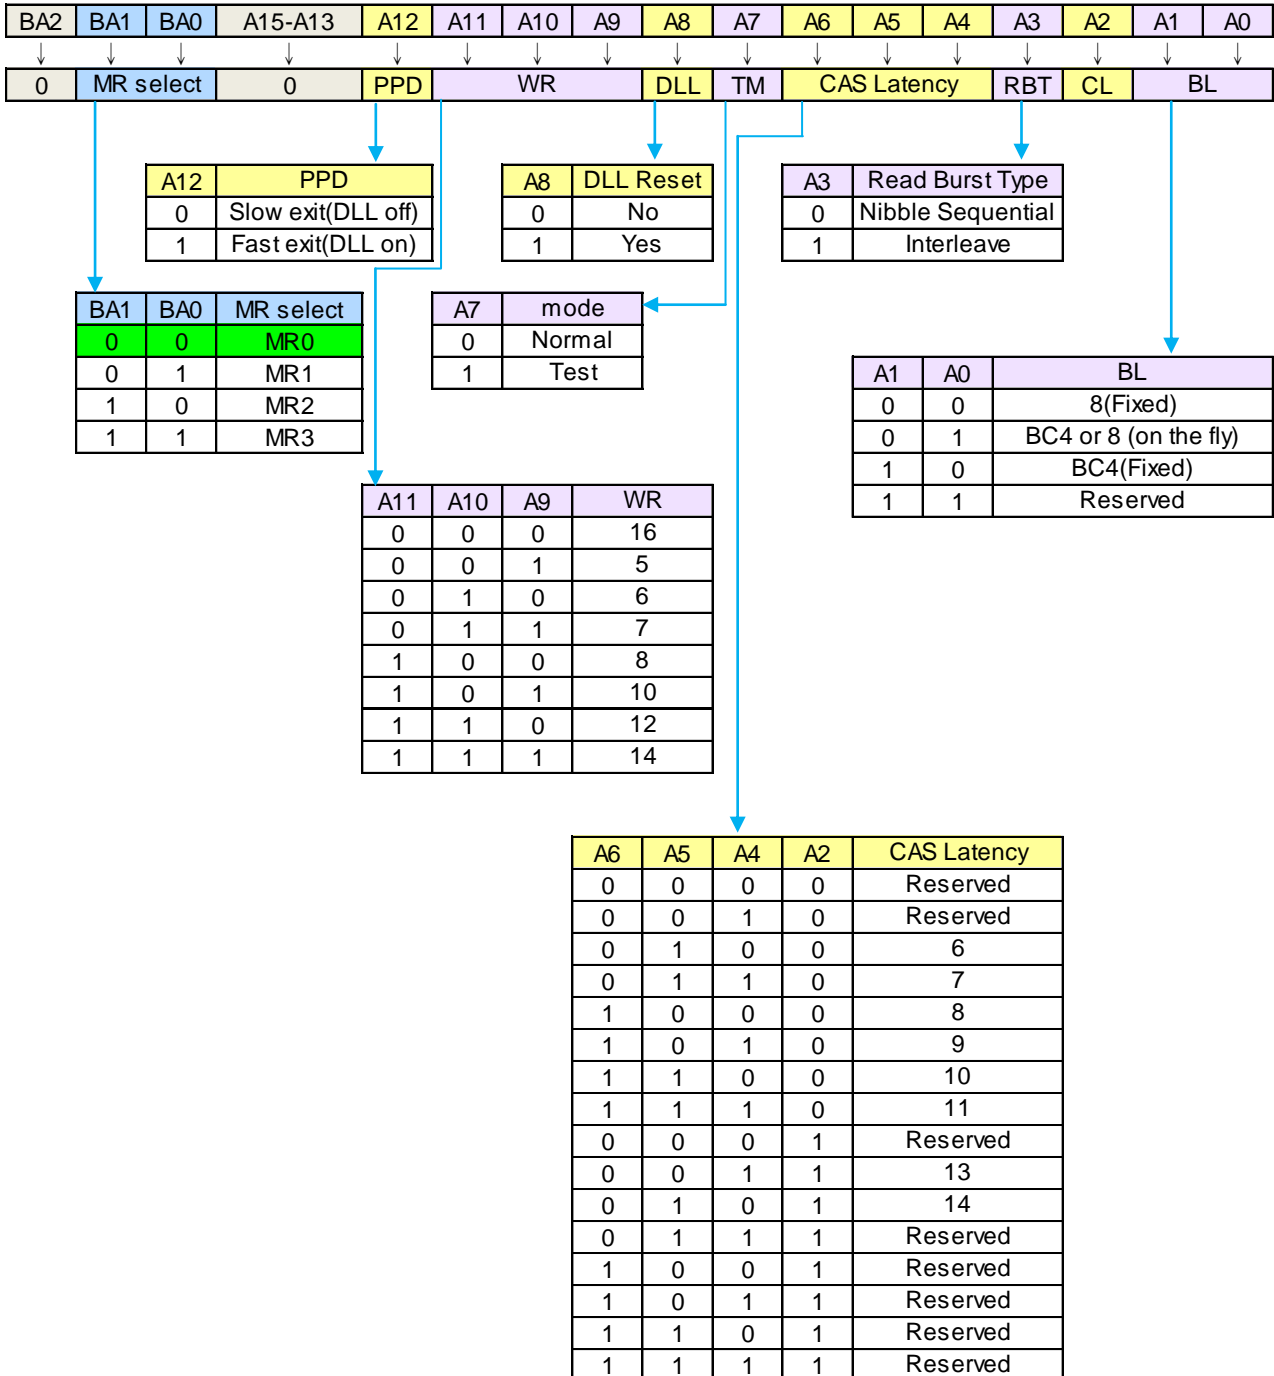 BA2 BA1 BA0 A15-A13 A12 A11 A10 A9 A8 A7 A6 A5 A4 A3 A2 A1 A0
0 MR select 0 PPD WR DLL TM CAS Latency RBT CL BL
A12 PPD
0 Slow exit(DLL off)
1 Fast exit(DLL on)
A8 DLL Reset
0 No
1 Yes
A3 Read Burst Type
0 Nibble Sequential
1 Interleave
BA1 BA0 MR select
0 0 MR0
0 1 MR1
1 0 MR2
1 1 MR3
A7 mode
0 Normal
1 Test
A1 A0 BL
0 0 8(Fixed)
0 1 BC4 or 8 (on the fly)
1 0 BC4(Fixed)
1 1 Reserved
A11 A10 A9 WR
0 0 0 16
0 0 1 5
0 1 0 6
0 1 1 7
1 0 0 8
1 0 1 10
1 1 0 12
1 1 1 14
A6 A5 A4 A2 CAS Latency
0 0 0 0 Reserved
0 0 1 0 Reserved
0 1 0 0 6
0 1 1 0 7
1 0 0 0 8
1 0 1 0 9
1 1 0 0 10
1 1 1 0 11
0 0 0 1 Reserved
0 0 1 1 13
0 1 0 1 14
0 1 1 1 Reserved
1 0 0 1 Reserved
1 0 1 1 Reserved
1 1 0 1 Reserved
1 1 1 1 Reserved